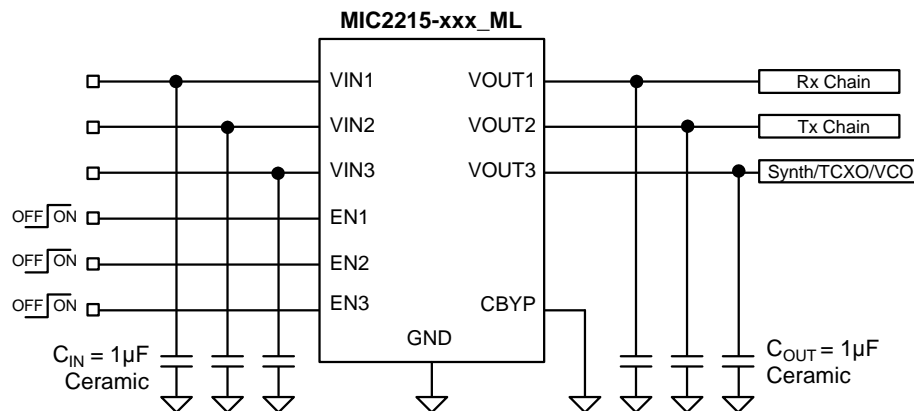 MIC2215-xxx_ML
VIN1 VOUT1 Rx Chain
VIN2 VOUT2 Tx Chain
VIN3 VOUT3 Synth/TCXO/VCO
OFF ON EN1
OFF ON EN2
OFF ON EN3 CBYP
GND
CIN = 1µF
Ceramic
COUT = 1µF
Ceramic